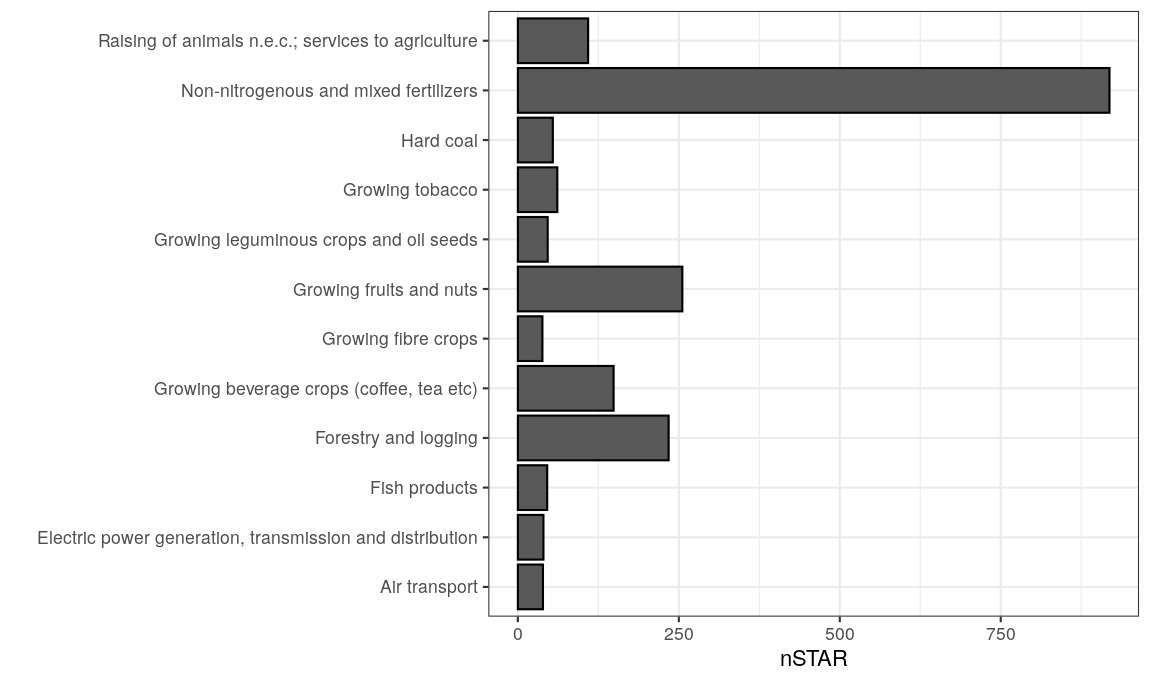 Raising of animals n.e.c.; services to agriculture
Non-nitrogenous and mixed fertilizers
Hard coal
Growing tobacco
Growing leguminous crops and oil seeds
Growing fruits and nuts
Growing fibre crops
Growing beverage crops (coffee, tea etc)
Forestry and logging
Fish products
Electric power generation, transmission and distribution
Air transport
0 250 500 750
nSTAR